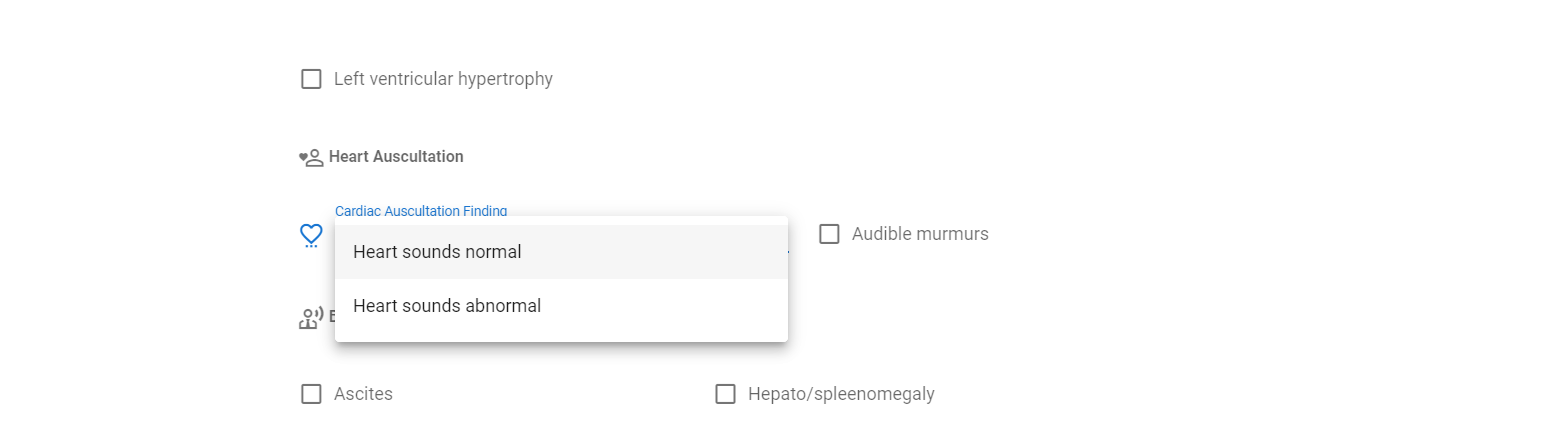 Left ventricular hypertrophy
Heart Auscultation
Cardiac Auscultation Finding
Heart sounds normal
Audible murmurs
Heart sounds abnormal
Ascites
Hepato/spleenomegaly